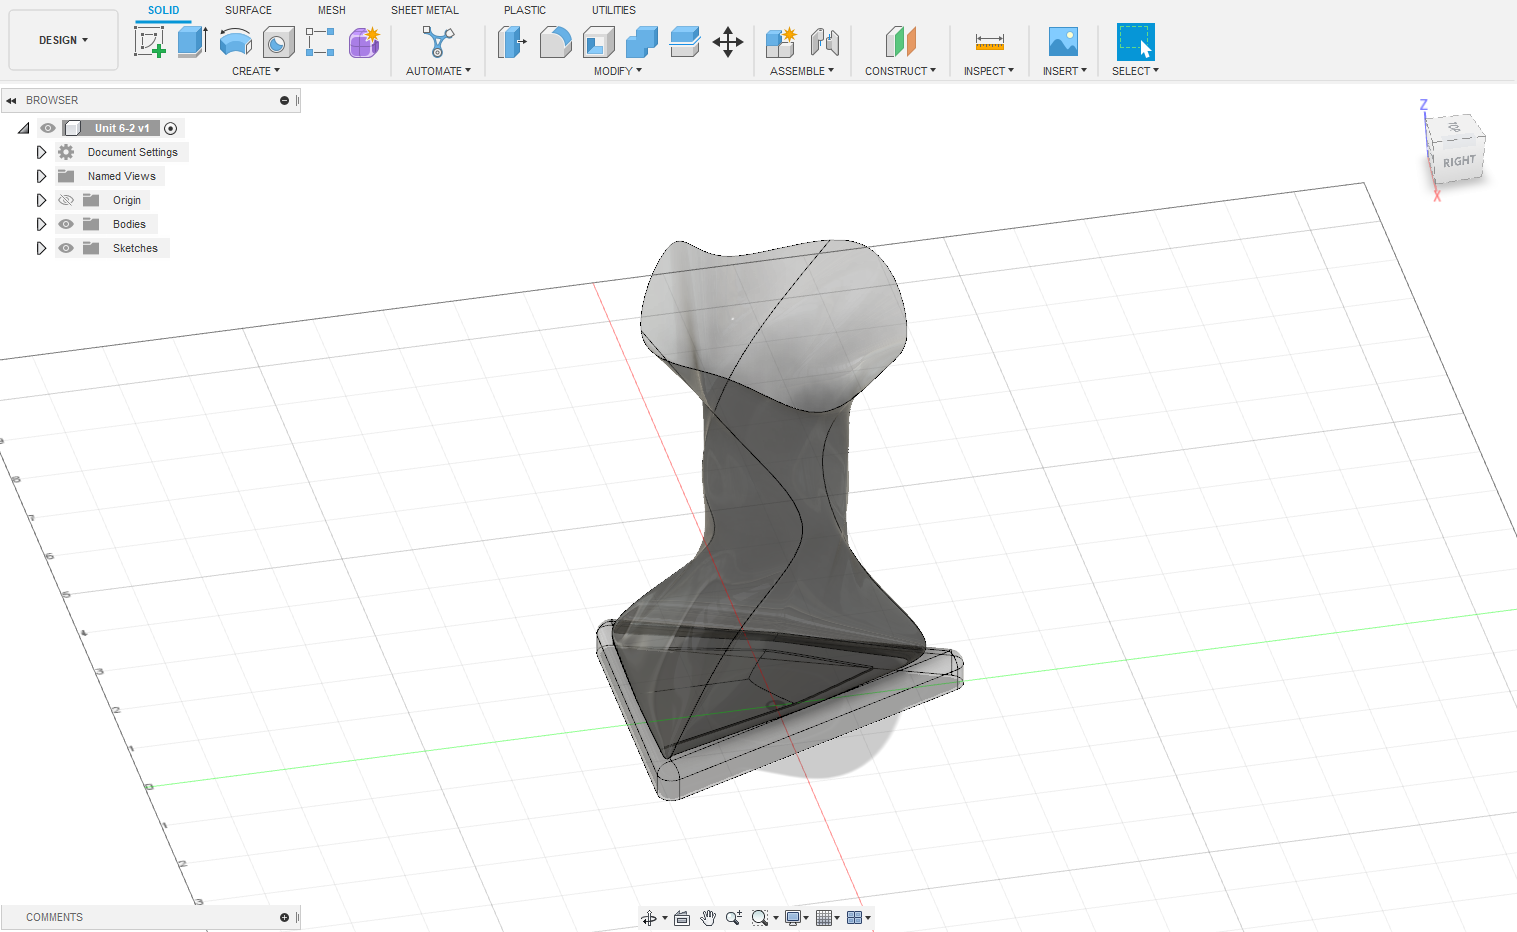 SOLID SURFACE MESH SHEET METAL PLASTIC UTILITIES
DESIGN
CREATE AUTOMATE MODIFY ASSEMBLE CONSTRUCT INSPECT INSERT SELECT
BROWSER
Unit 6-2 v1
Document Settings
Named Views
Origin
Bodies
Sketches
Z
TOP
RIGHT
X
COMMENTS